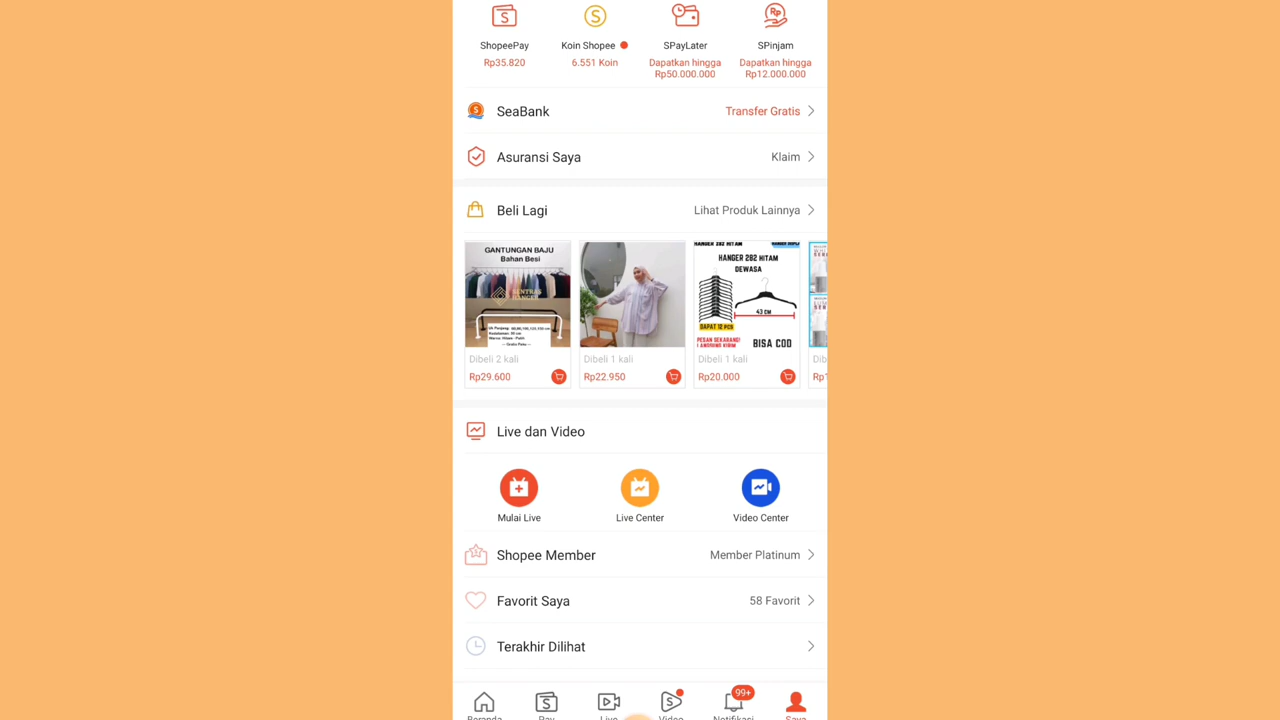 ShopeePay
Koin Shopee
SPayLater
SPinjam
Rp35.820
6.551 Koin
Dapatkan hingga
Rp50.000.000
Dapatkan hingga
Rp12.000.000
SeaBank
Transfer Gratis
Asuransi Saya
Klaim
Beli Lagi
Lihat Produk Lainnya
GANTUNGAN BAJU
Bahan Besi
Dibeli 2 kali
Rp29.600
Dibeli 1 kali
Rp22.950
HANGER 282 HITAM
HANGER 282 HITAM
DEWASA
43 CM
DAPAT 12 PCS
PESAN SEKARANG!
BISA COD
Dibeli 1 kali
Rp20.000
Live dan Video
Mulai Live
Live Center
Video Center
Shopee Member
Member Platinum
Favorit Saya
58 Favorit
Terakhir Dilihat
99+
Beranda
Pay
Live
Video
Notifikasi
Saya